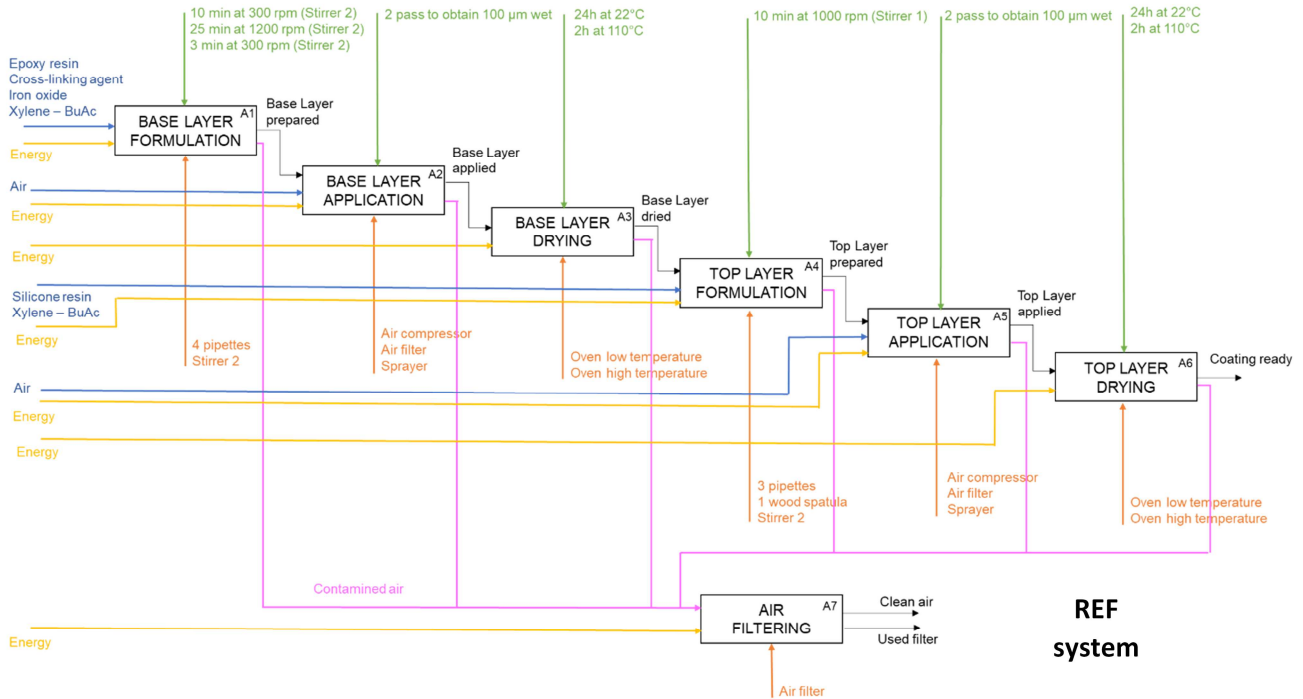 10 min at 300 rpm (Stirrer 2)
25 min at 1200 rpm (Stirrer 2)
3 min at 300 rpm (Stirrer 2)
2 pass to obtain 100 µm wet
24h at 22°C
2h at 110°C
10 min at 1000 rpm (Stirrer 1)
2 pass to obtain 100 µm wet
24h at 22°C
2h at 110°C
Epoxy resin
Cross-linking agent
Iron oxide
Xylene – BuAc
Energy
BASE LAYER
FORMULATION
A1
Base Layer
prepared
Air
Energy
BASE LAYER
APPLICATION
A2
Base Layer
applied
Energy
BASE LAYER
DRYING
A3
Base Layer
dried
Silicone resin
Xylene – BuAc
Energy
TOP LAYER
FORMULATION
A4
Top Layer
prepared
4 pipettes
Stirrer 2
Air compressor
Air filter
Sprayer
Oven low temperature
Oven high temperature
TOP LAYER
APPLICATION
A5
Top Layer
applied
Air
Energy
TOP LAYER
DRYING
A6
Coating ready
Energy
3 pipettes
1 wood spatula
Stirrer 2
Air compressor
Air filter
Sprayer
Oven low temperature
Oven high temperature
Contamined air
AIR
FILTERING
A7
Clean air
Used filter
Energy
Air filter
REF
system